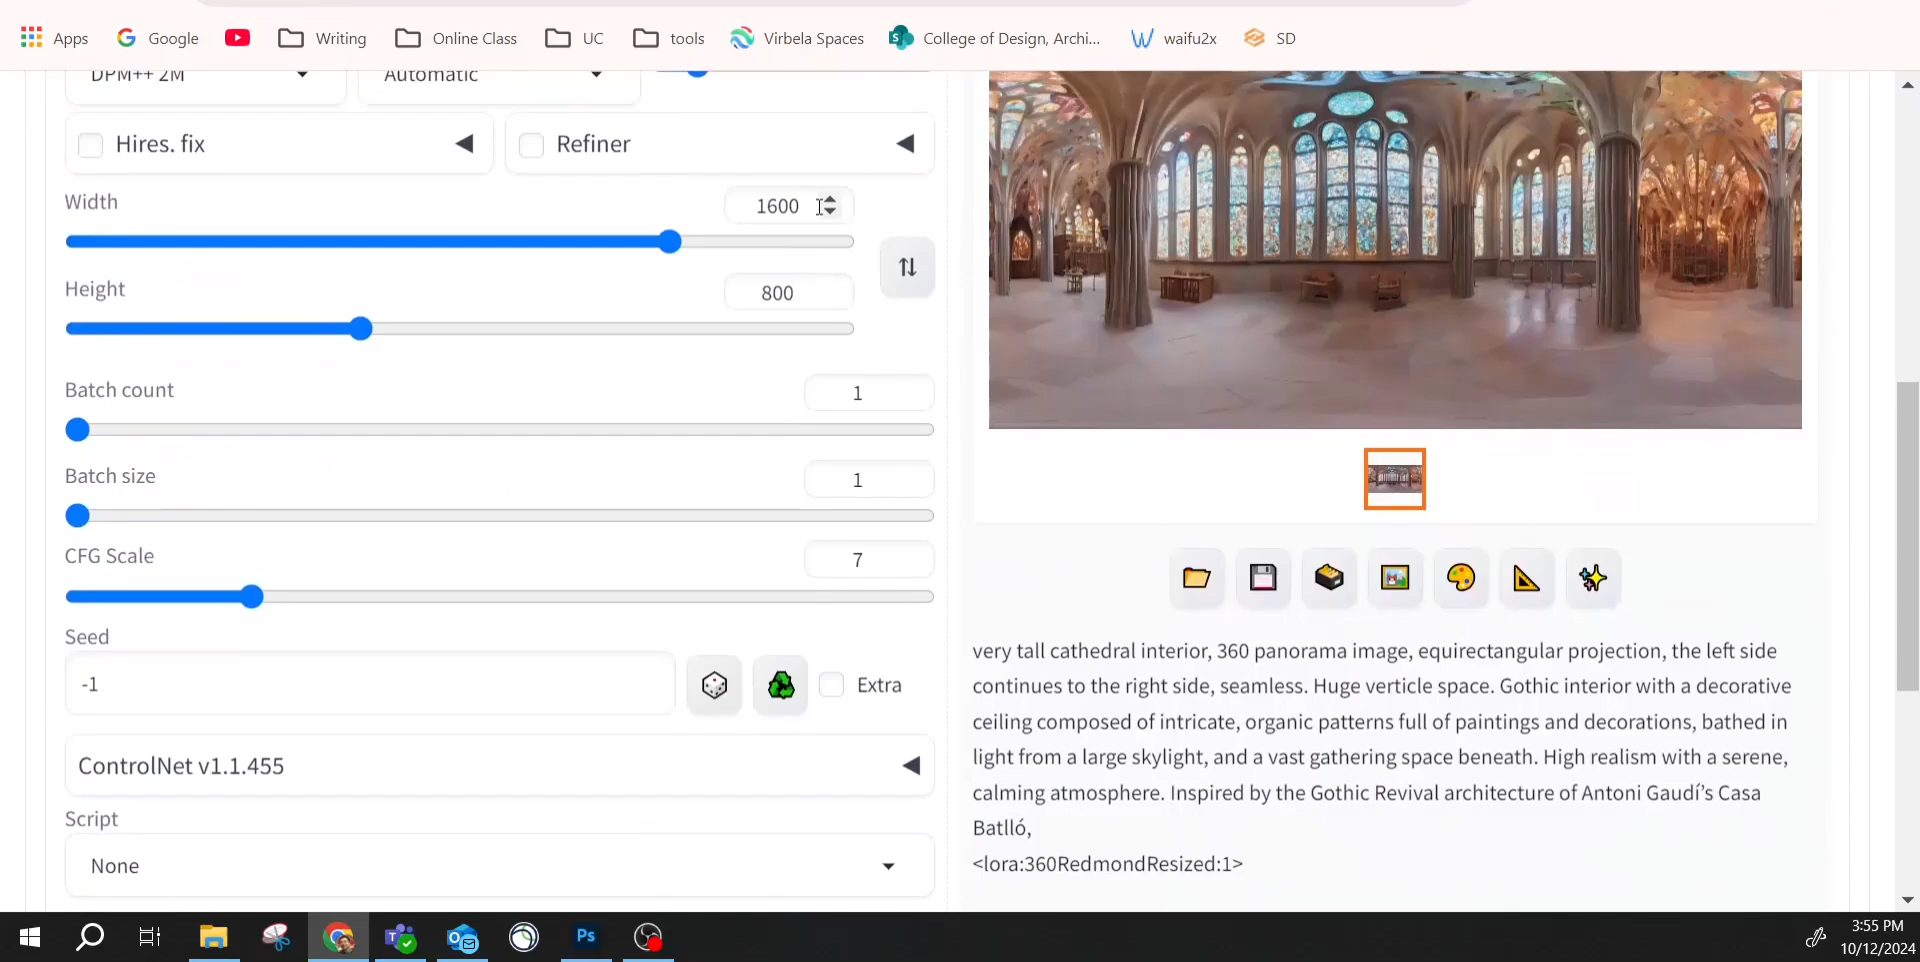 Apps Google Writing Online Class UC tools Virbela Spaces College of Design, Archi... waifu2x SD
DPM++ 2M Automatic
Hires. fix Refiner
Width 1600
Height 800
Batch count 1
Batch size 1
CFG Scale 7
Seed
-1 Extra
ControlNet v1.1.455
Script
None
very tall cathedral interior, 360 panorama image, equirectangular projection, the left side
continues to the right side, seamless. Huge verticle space. Gothic interior with a decorative
ceiling composed of intricate, organic patterns full of paintings and decorations, bathed in
light from a large skylight, and a vast gathering space beneath. High realism with a serene,
calming atmosphere. Inspired by the Gothic Revival architecture of Antoni Gaudí’s Casa
Batlló,
<lora:360RedmondResized:1>
Ps
3:55 PM
10/12/2024